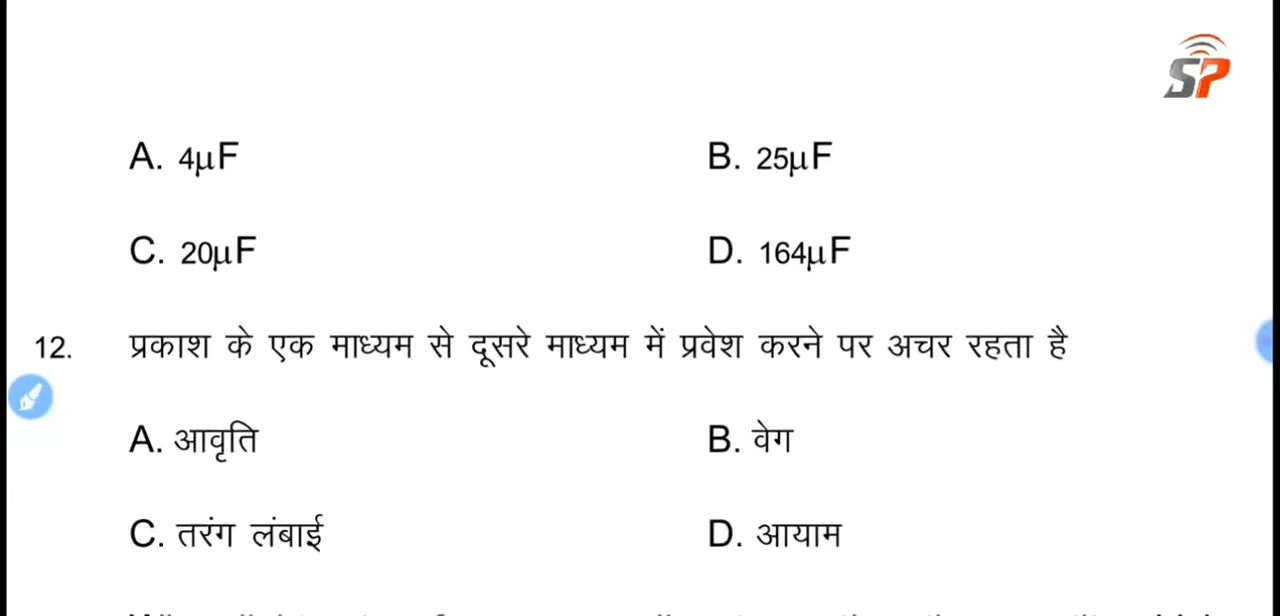 SP
A. 4μF B. 25μF
C. 20μF D. 164μF
12. प्रकाश के एक माध्यम से दूसरे माध्यम में प्रवेश करने पर अचर रहता है
A. आवृति B. वेग
C. तरंग लंबाई D. आयाम